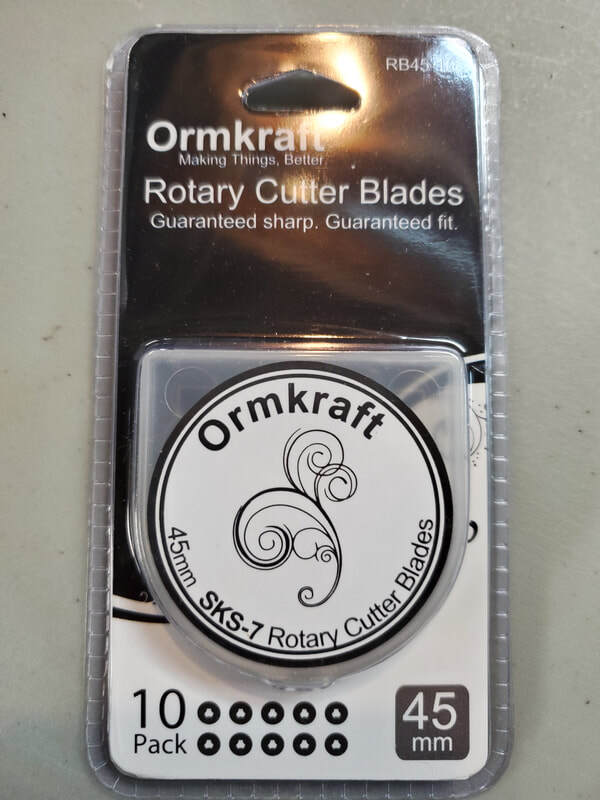 Ormkraft
Making Things, Better.
Rotary Cutter Blades
Guaranteed sharp. Guaranteed fit.
Ormkraft
45mm SKS-7 Rotary Cutter Blades
10
Pack
45
mm